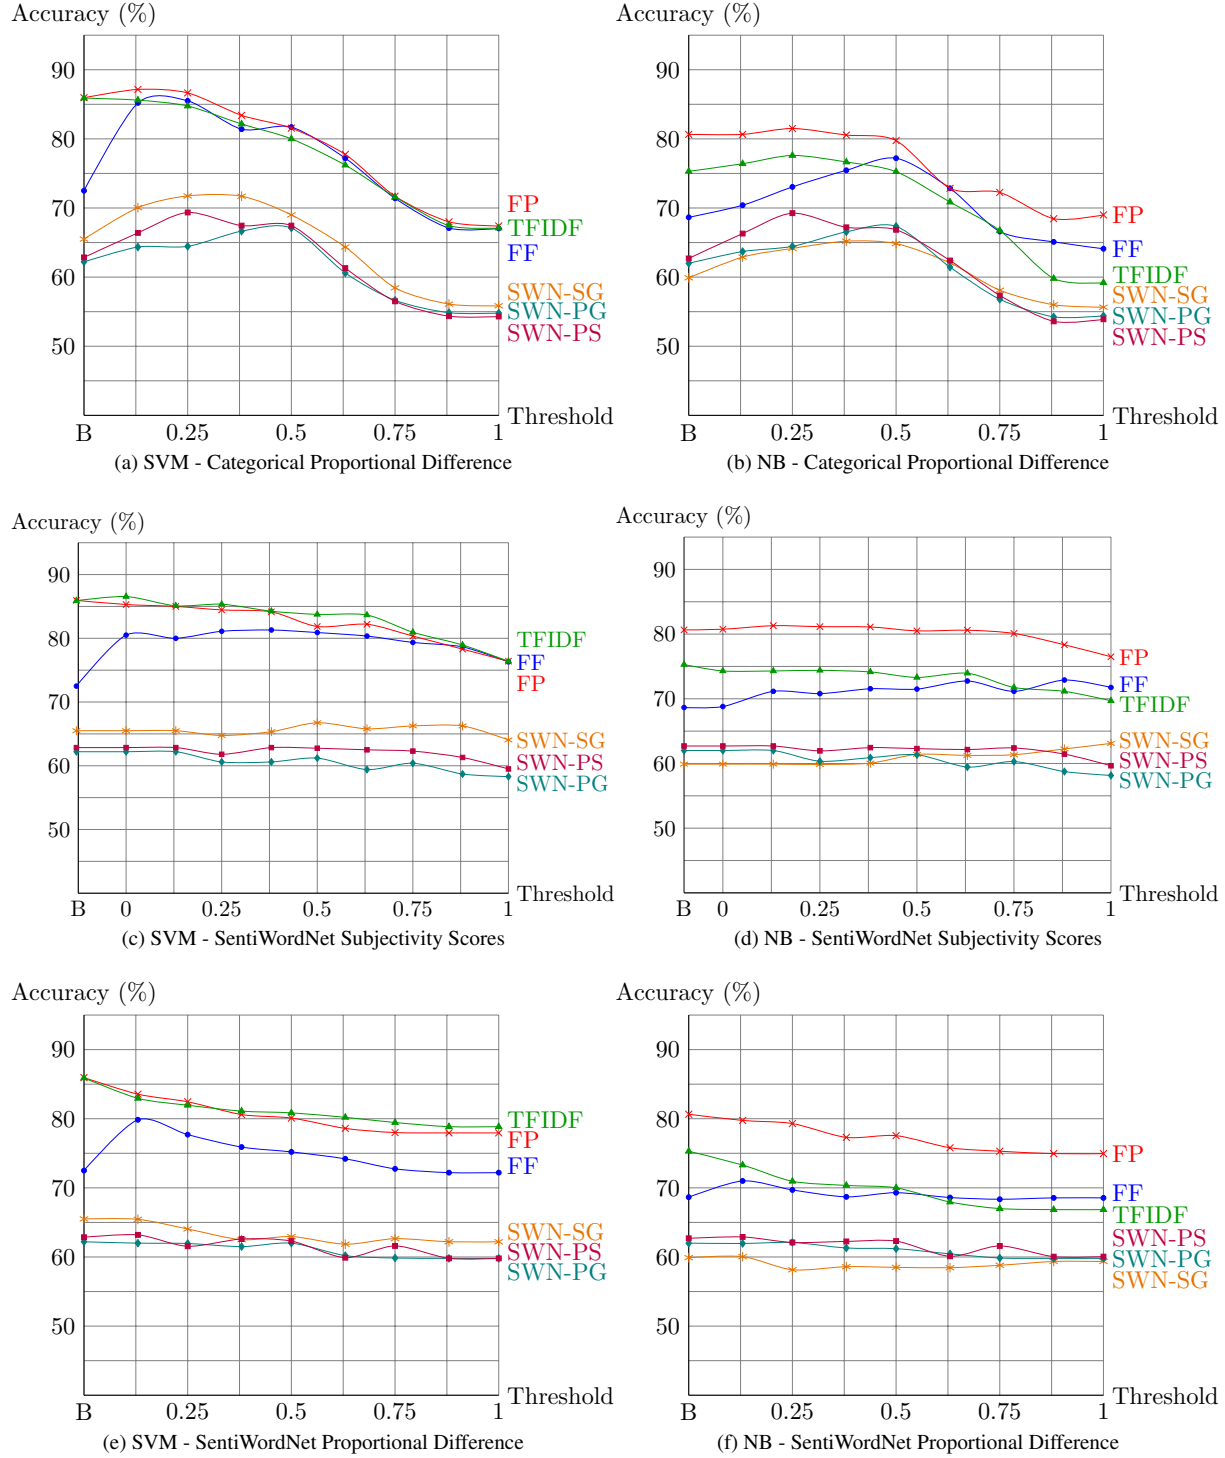 Accuracy (%)
90
80
70
60
50
FP
TFIDF
FF
SWN-SG
SWN-PG
SWN-PS
Threshold
B 0.25 0.5 0.75 1
(a) SVM - Categorical Proportional Difference
Accuracy (%)
90
80
70
60
50
FP
FF
TFIDF
SWN-SG
SWN-PG
SWN-PS
Threshold
B 0.25 0.5 0.75 1
(b) NB - Categorical Proportional Difference
Accuracy (%)
90
80
70
60
50
TFIDF
FF
FP
SWN-SG
SWN-PS
SWN-PG
Threshold
B 0 0.25 0.5 0.75 1
(c) SVM - SentiWordNet Subjectivity Scores
Accuracy (%)
90
80
70
60
50
FP
FF
TFIDF
SWN-SG
SWN-PS
SWN-PG
Threshold
B 0 0.25 0.5 0.75 1
(d) NB - SentiWordNet Subjectivity Scores
Accuracy (%)
90
80
70
60
50
TFIDF
FP
FF
SWN-SG
SWN-PS
SWN-PG
Threshold
B 0.25 0.5 0.75 1
(e) SVM - SentiWordNet Proportional Difference
Accuracy (%)
90
80
70
60
50
FP
FF
TFIDF
SWN-PS
SWN-PG
SWN-SG
Threshold
B 0.25 0.5 0.75 1
(f) NB - SentiWordNet Proportional Difference